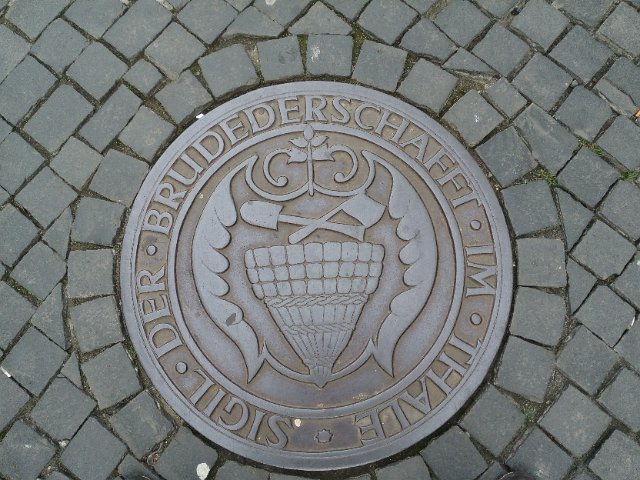 SIGIL · DER · BRUDEDERSCHAFFT · IM · THALE